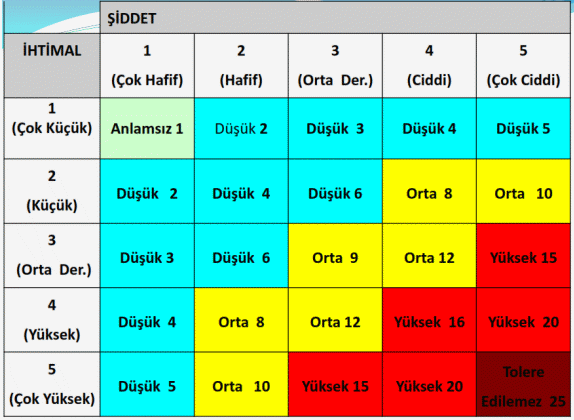 ŞİDDET
İHTİMAL
1
(Çok Hafif)
2
(Hafif)
3
(Orta Der.)
4
(Ciddi)
5
(Çok Ciddi)
1
(Çok Küçük)
Anlamsız 1
Düşük 2
Düşük 3
Düşük 4
Düşük 5
2
(Küçük)
Düşük 2
Düşük 4
Düşük 6
Orta 8
Orta 10
3
(Orta Der.)
Düşük 3
Düşük 6
Orta 9
Orta 12
Yüksek 15
4
(Yüksek)
Düşük 4
Orta 8
Orta 12
Yüksek 16
Yüksek 20
5
(Çok Yüksek)
Düşük 5
Orta 10
Yüksek 15
Yüksek 20
Tolere
Edilemez 25